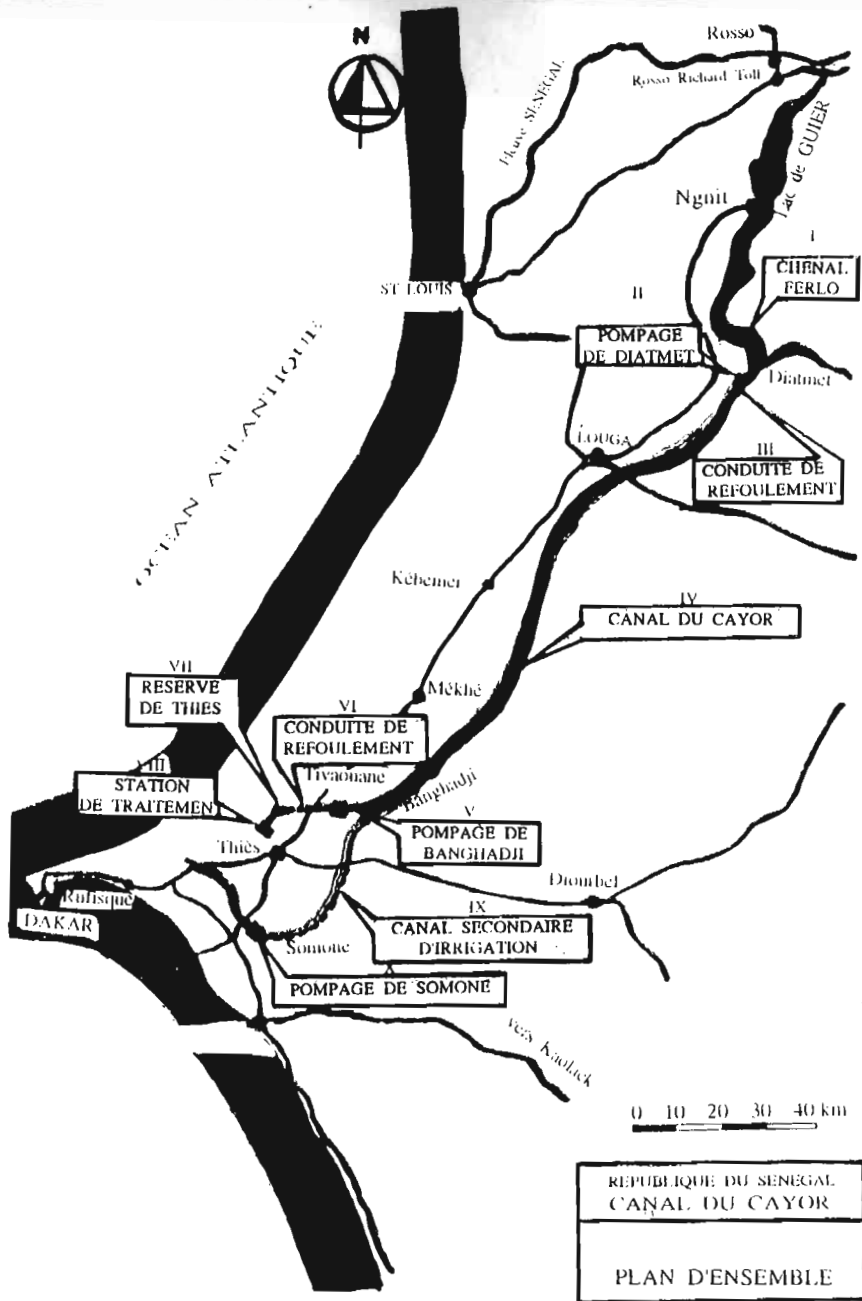 N
Rosso
Rosso Richard Toll
Fleuve SENEGAL
Lac de GUIER
Ngnit
I
CHENAL
FERLO
ST LOUIS
II
POMPAGE
DE DIATMET
Diatmet
OCEAN ATLANTIQUE
LOUGA
III
CONDUITE DE
REFOULEMENT
Kébemer
IV
CANAL DU CAYOR
VII
RESERVE
DE THIES
Mékhé
VI
CONDUITE DE
REFOULEMENT
VIII
STATION
DE TRAITEMEN
Tivaouane
Banghadji
V
POMPAGE DE
BANGHADJI
Thiès
Diourbel
Rufisque
DAKAR
IX
CANAL SECONDAIRE
D'IRRIGATION
Somone
X
POMPAGE DE SOMONE
vers Kaolack
0 10 20 30 40 km
REPUBLIQUE DU SENEGAL
CANAL DU CAYOR
PLAN D'ENSEMBLE